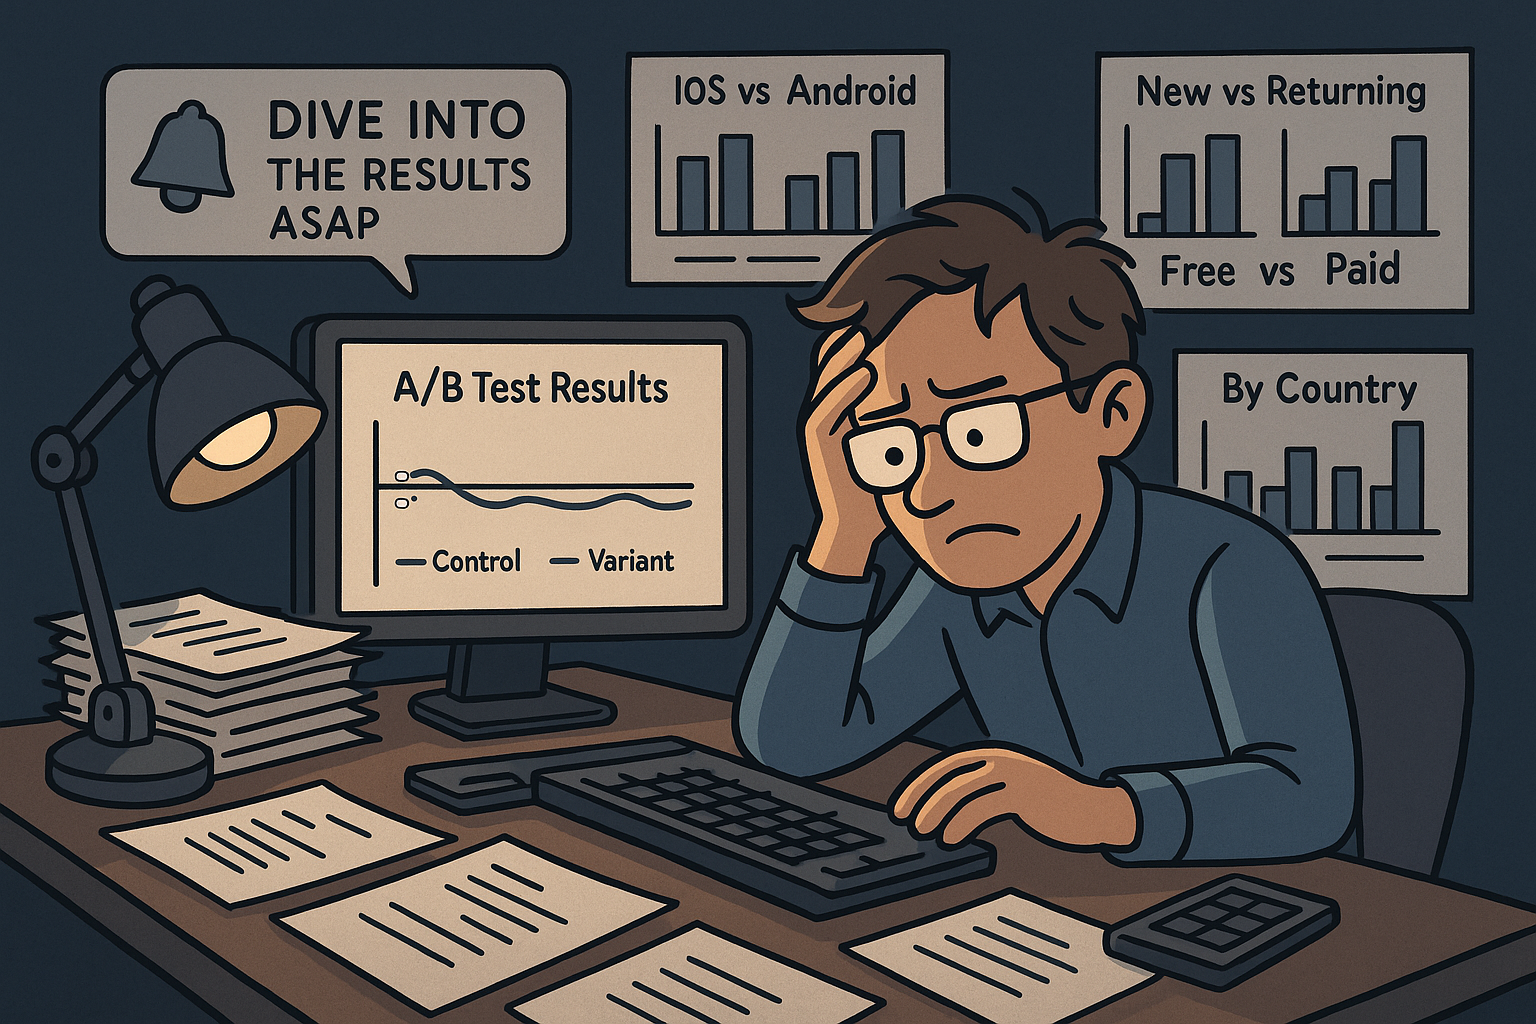 DIVE INTO
THE RESULTS
ASAP
IOS vs Android
New vs Returning
Free vs Paid
A/B Test Results
Control Variant
By Country